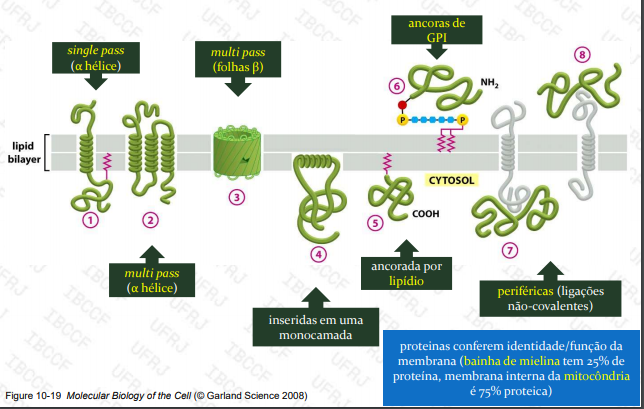 single pass
(α hélice)
multi pass
(folhas β)
ancoras de
GPI
8
6
NH2
P
P
lipid
bilayer
CYTOSOL
3
1
2
5
COOH
4
7
multi pass
(α hélice)
ancorada por
lipídio
periféricas (ligações
não-covalentes)
inseridas em uma
monocamada
proteinas conferem identidade/função da
membrana (bainha de mielina tem 25% de
proteína, membrana interna da mitocôndria
é 75% proteica)
Figure 10-19 Molecular Biology of the Cell (© Garland Science 2008)
UFRJ
IBCCF